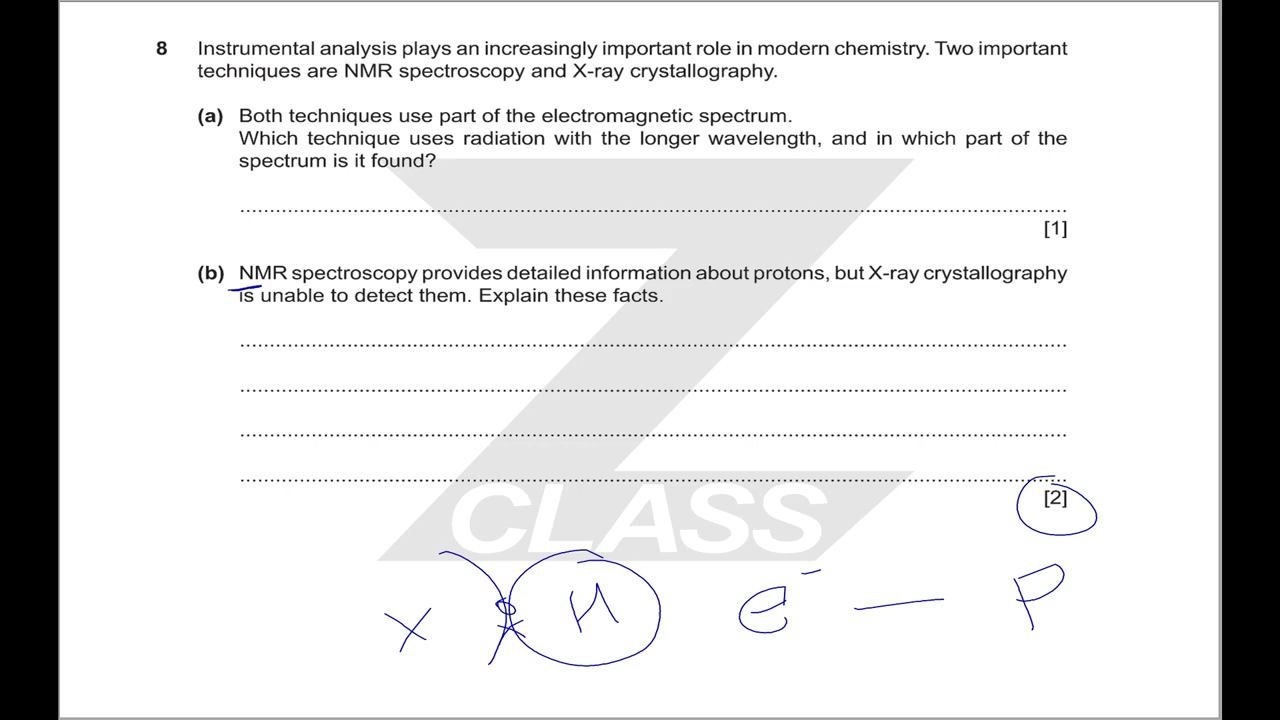 8 Instrumental analysis plays an increasingly important role in modern chemistry. Two important
techniques are NMR spectroscopy and X-ray crystallography.
(a) Both techniques use part of the electromagnetic spectrum.
Which technique uses radiation with the longer wavelength, and in which part of the
spectrum is it found?
..........................................................................................................................................
[1]
(b) NMR spectroscopy provides detailed information about protons, but X-ray crystallography
is unable to detect them. Explain these facts.
..........................................................................................................................................
..........................................................................................................................................
..........................................................................................................................................
..........................................................................................................................................
[2]
Z
CLASS
X H e⁻ — P